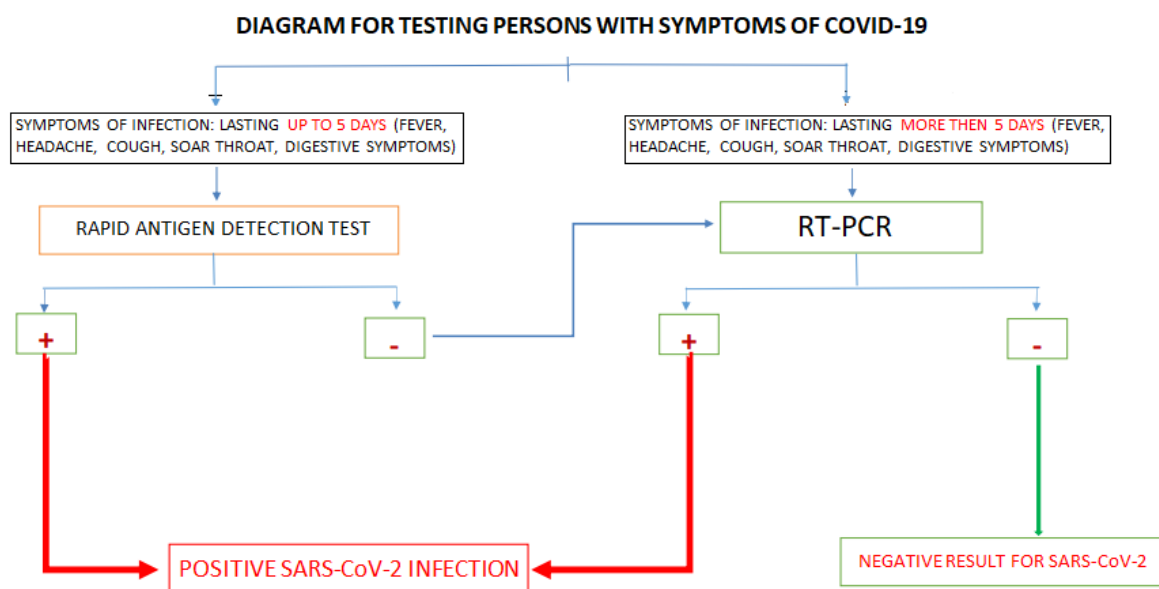 DIAGRAM FOR TESTING PERSONS WITH SYMPTOMS OF COVID-19
SYMPTOMS OF INFECTION: LASTING UP TO 5 DAYS (FEVER,
HEADACHE, COUGH, SOAR THROAT, DIGESTIVE SYMPTOMS)
SYMPTOMS OF INFECTION: LASTING MORE THEN 5 DAYS (FEVER,
HEADACHE, COUGH, SOAR THROAT, DIGESTIVE SYMPTOMS)
RAPID ANTIGEN DETECTION TEST
RT-PCR
+
-
+
-
POSITIVE SARS-CoV-2 INFECTION
NEGATIVE RESULT FOR SARS-CoV-2